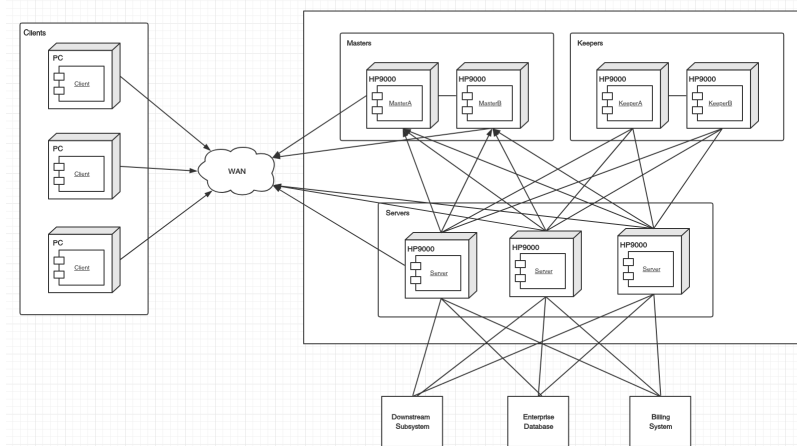 Clients
PC
Client
PC
Client
PC
Client
WAN
Masters
HP9000
MasterA
HP9000
MasterB
Keepers
HP9000
KeeperA
HP9000
KeeperB
Servers
HP9000
Server
HP9000
Server
HP9000
Server
Downstream
Subsystem
Enterprise
Database
Billing
System